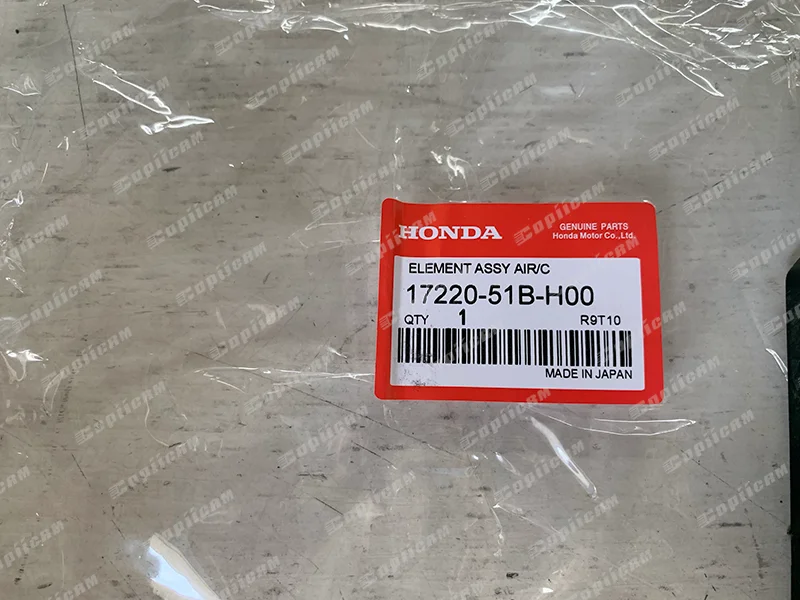 HONDA
GENUINE PARTS
Honda Motor Co.,Ltd.
ELEMENT ASSY AIR/C
17220-51B-H00
QTY 1 R9T10
MADE IN JAPAN
CopiiCAM